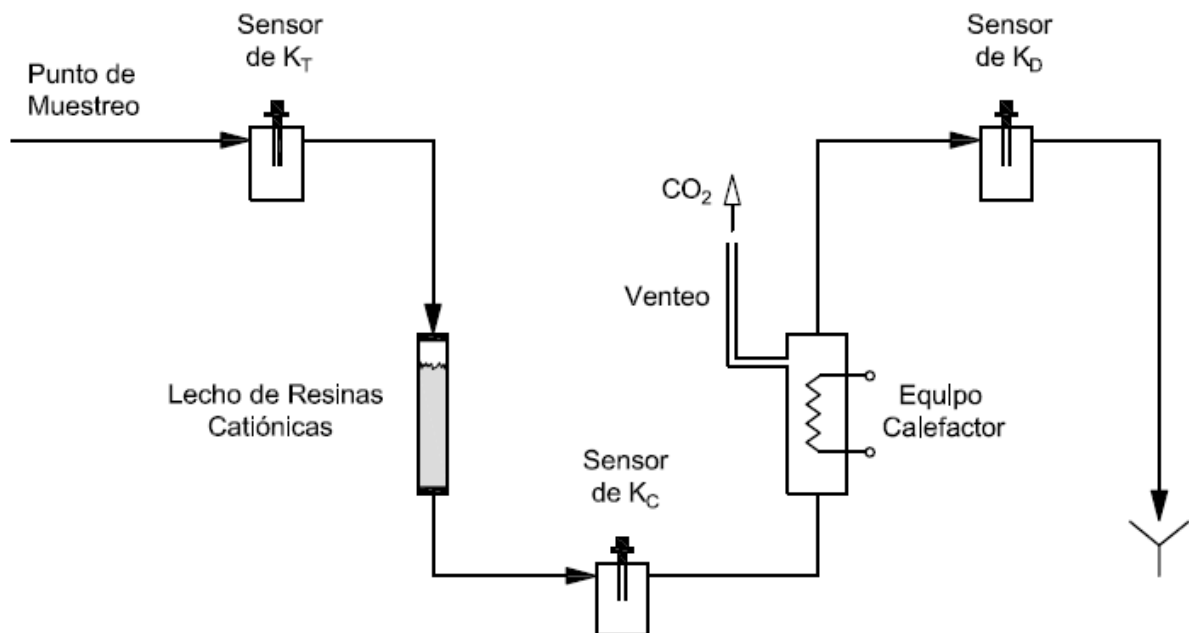 Sensor
de K_T
Punto de
Muestreo
Lecho de Resinas
Catiónicas
Sensor
de K_C
CO₂
Venteo
Equipo
Calefactor
Sensor
de K_D